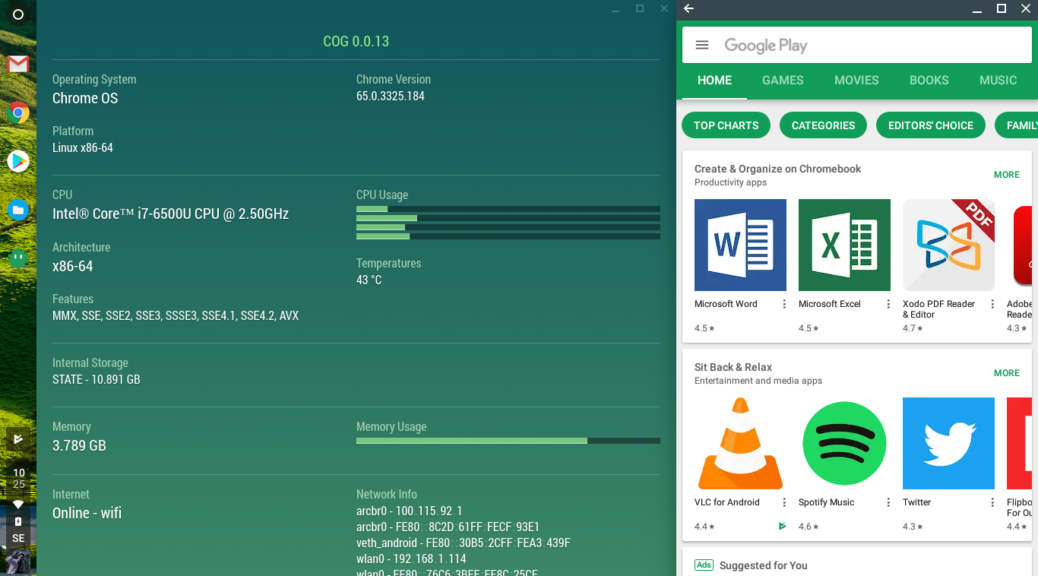 COG 0.0.13
Operating System
Chrome OS
Chrome Version
65.0.3325.184
Platform
Linux x86-64
CPU
Intel® Core™ i7-6500U CPU @ 2.50GHz
CPU Usage
Architecture
x86-64
Temperatures
43 °C
Features
MMX, SSE, SSE2, SSE3, SSSE3, SSE4.1, SSE4.2, AVX
Internal Storage
STATE - 10.891 GB
Memory
3.789 GB
Memory Usage
Internet
Online - wifi
Network Info
arcbr0 - 100.115.92.1
arcbr0 - FE80::8C2D:61FF:FECF:93E1
veth_android - FE80::30B5:2CFF:FEA3:439F
wlan0 - 192.168.1.114
wlan0 - FE80::76C6:3BFF:FE8C:25CF
10
25
SE
Google Play
HOME GAMES MOVIES BOOKS MUSIC
TOP CHARTS CATEGORIES EDITORS' CHOICE FAMILY
Create & Organize on Chromebook
Productivity apps
MORE
PDF
Microsoft Word Microsoft Excel Xodo PDF Reader Adobe
& Editor Reade
4.5 ★ 4.5 ★ 4.7 ★ 4.3 ★
Sit Back & Relax
Entertainment and media apps
MORE
VLC for Android Spotify Music Twitter Flipbo
For Ou
4.4 ★ 4.6 ★ 4.3 ★ 4.4 ★
Ads Suggested for You